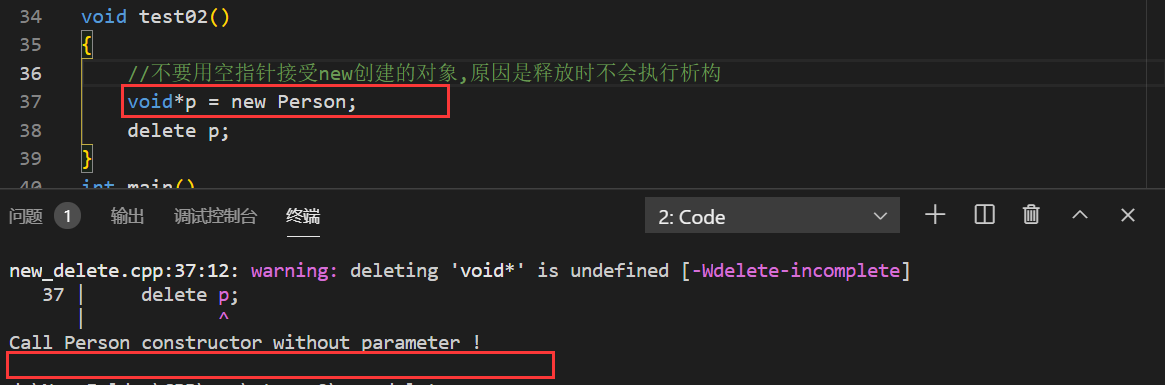 34 void test02()
35 {
36 //不要用空指针接受new创建的对象,原因是释放时不会执行析构
37 void*p = new Person;
38 delete p;
39 }
40 int main()
问题 1 输出 调试控制台 终端 2: Code
new_delete.cpp:37:12: warning: deleting 'void*' is undefined [-Wdelete-incomplete]
37 | delete p;
| ^
Call Person constructor without parameter !